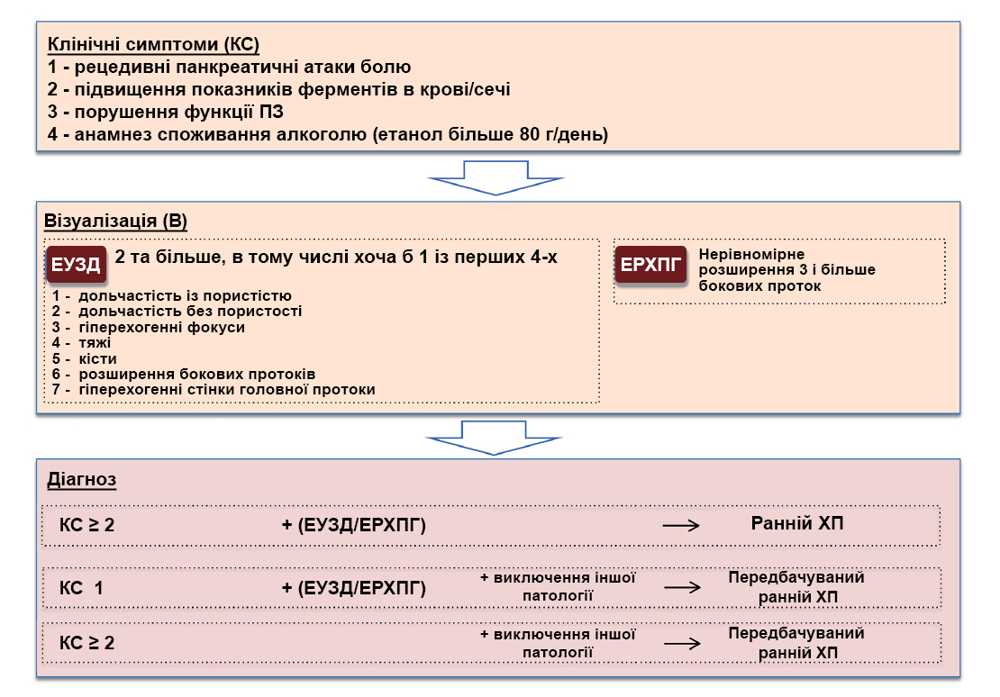 Клінічні симптоми (КС)
1 - рецедивні панкреатичні атаки болю
2 - підвищення показників ферментів в крові/сечі
3 - порушення функції ПЗ
4 - анамнез споживання алкоголю (етанол більше 80 г/день)
Візуалізація (В)
ЕУЗД
2 та більше, в тому числі хоча б 1 із перших 4-х
1 - дольчастість із пористістю
2 - дольчастість без пористості
3 - гіперехогенні фокуси
4 - тяжі
5 - кісти
6 - розширення бокових протоків
7 - гіперехогенні стінки головної протоки
ЕРХПГ
Нерівномірне
розширення 3 і більше
бокових проток
Діагноз
КС ≥ 2 + (ЕУЗД/ЕРХПГ) → Ранній ХП
КС 1 + (ЕУЗД/ЕРХПГ) + виключення іншої патології → Передбачуваний ранній ХП
КС ≥ 2 + виключення іншої патології → Передбачуваний ранній ХП